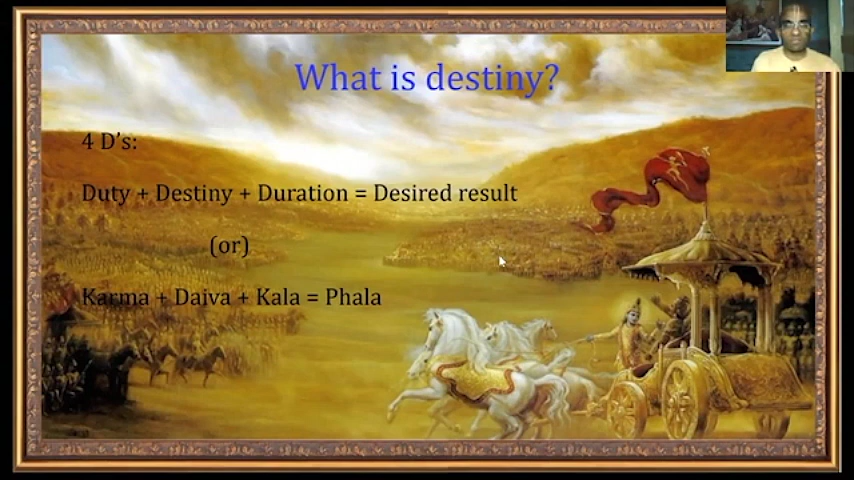 What is destiny?
4 D's:
Duty + Destiny + Duration = Desired result
(or)
Karma + Daiva + Kala = Phala